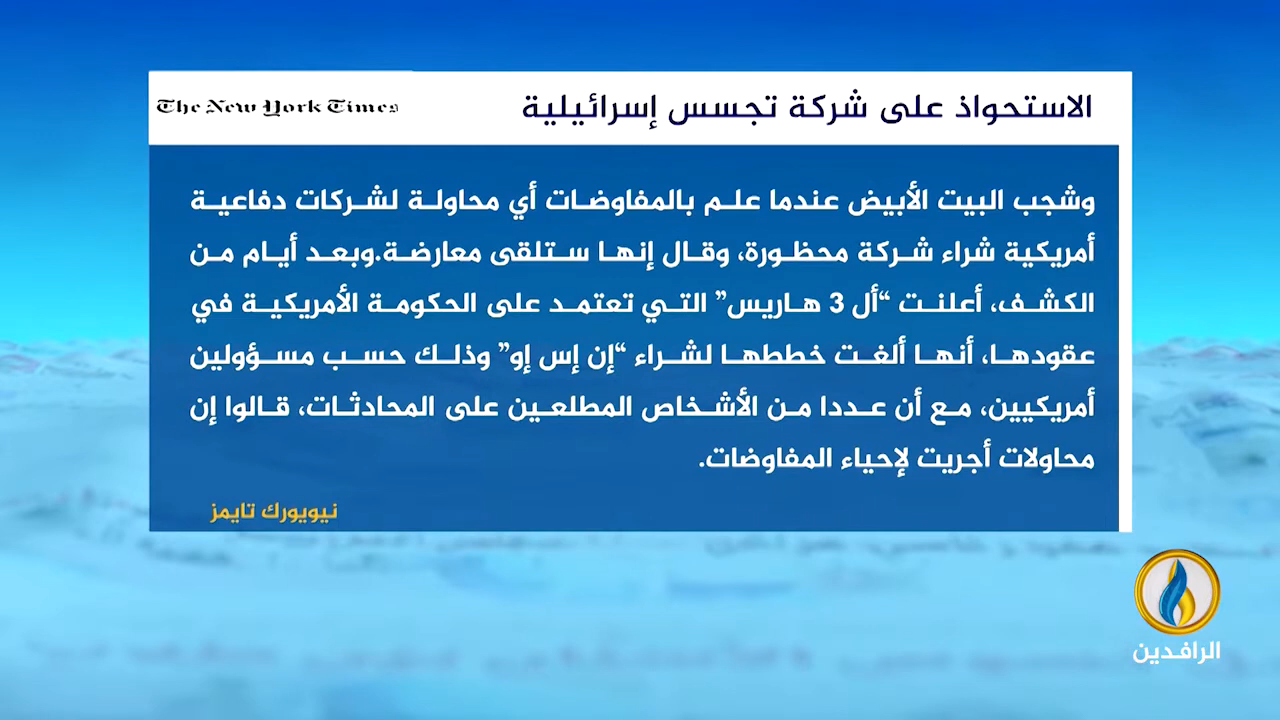 الاستحواذ على شركة تجسس إسرائيلية
The New York Times
وشجب البيت الأبيض عندما علم بالمفاوضات أي محاولة لشركات دفاعية
أمريكية شراء شركة محظورة، وقال إنها ستلقى معارضة.وبعد أيام من
الكشف، أعلنت “أل 3 هاريس” التي تعتمد على الحكومة الأمريكية في
عقودها، أنها ألغت خططها لشراء “إن إس إو” وذلك حسب مسؤولين
أمريكيين، مع أن عددا من الأشخاص المطلعين على المحادثات، قالوا إن
محاولات أجريت لإحياء المفاوضات.
نيويورك تايمز
الرافدين